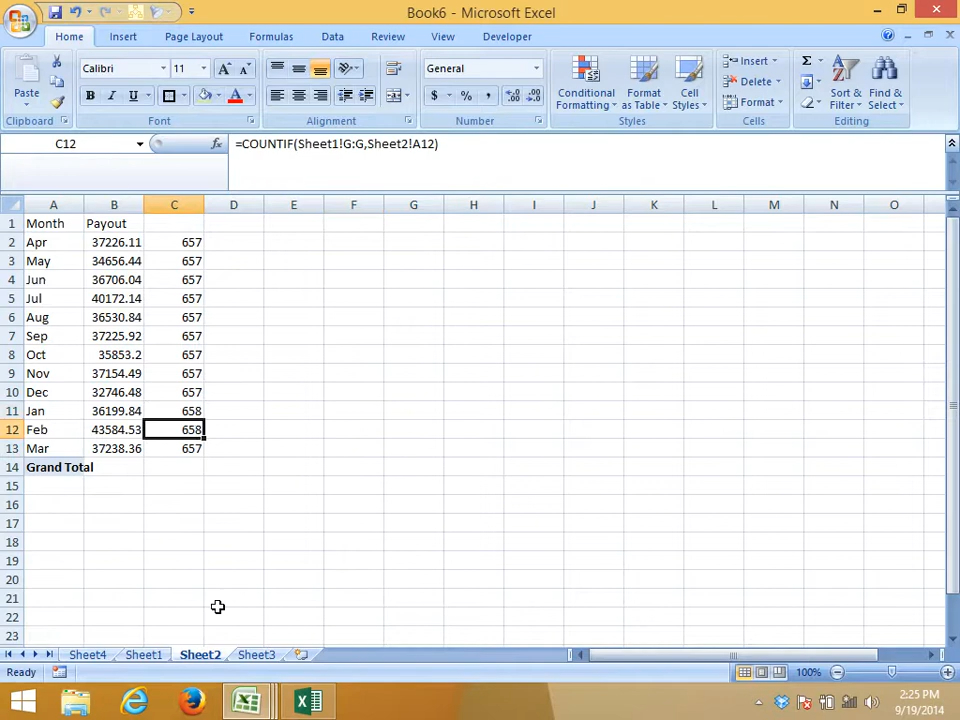 Book6 - Microsoft Excel
Home Insert Page Layout Formulas Data Review View Developer
Paste
Calibri 11 A A
B I U A
General
$ % , .0 .00 .00 .0
Conditional Formatting
Format as Table
Cell Styles
Insert
Delete
Format
Σ
Sort & Filter
Find & Select
Clipboard Font Alignment Number Styles Cells Editing
C12 fx =COUNTIF(Sheet1!G:G,Sheet2!A12)
A B C D E F G H I J K L M N O
1 Month Payout
2 Apr 37226.11 657
3 May 34656.44 657
4 Jun 36706.04 657
5 Jul 40172.14 657
6 Aug 36530.84 657
7 Sep 37225.92 657
8 Oct 35853.2 657
9 Nov 37154.49 657
10 Dec 32746.48 657
11 Jan 36199.84 658
12 Feb 43584.53 658
13 Mar 37238.36 657
14 Grand Total
15
16
17
18
19
20
21
22
23
Sheet4 Sheet1 Sheet2 Sheet3
Ready 100%
2:25 PM
9/19/2014